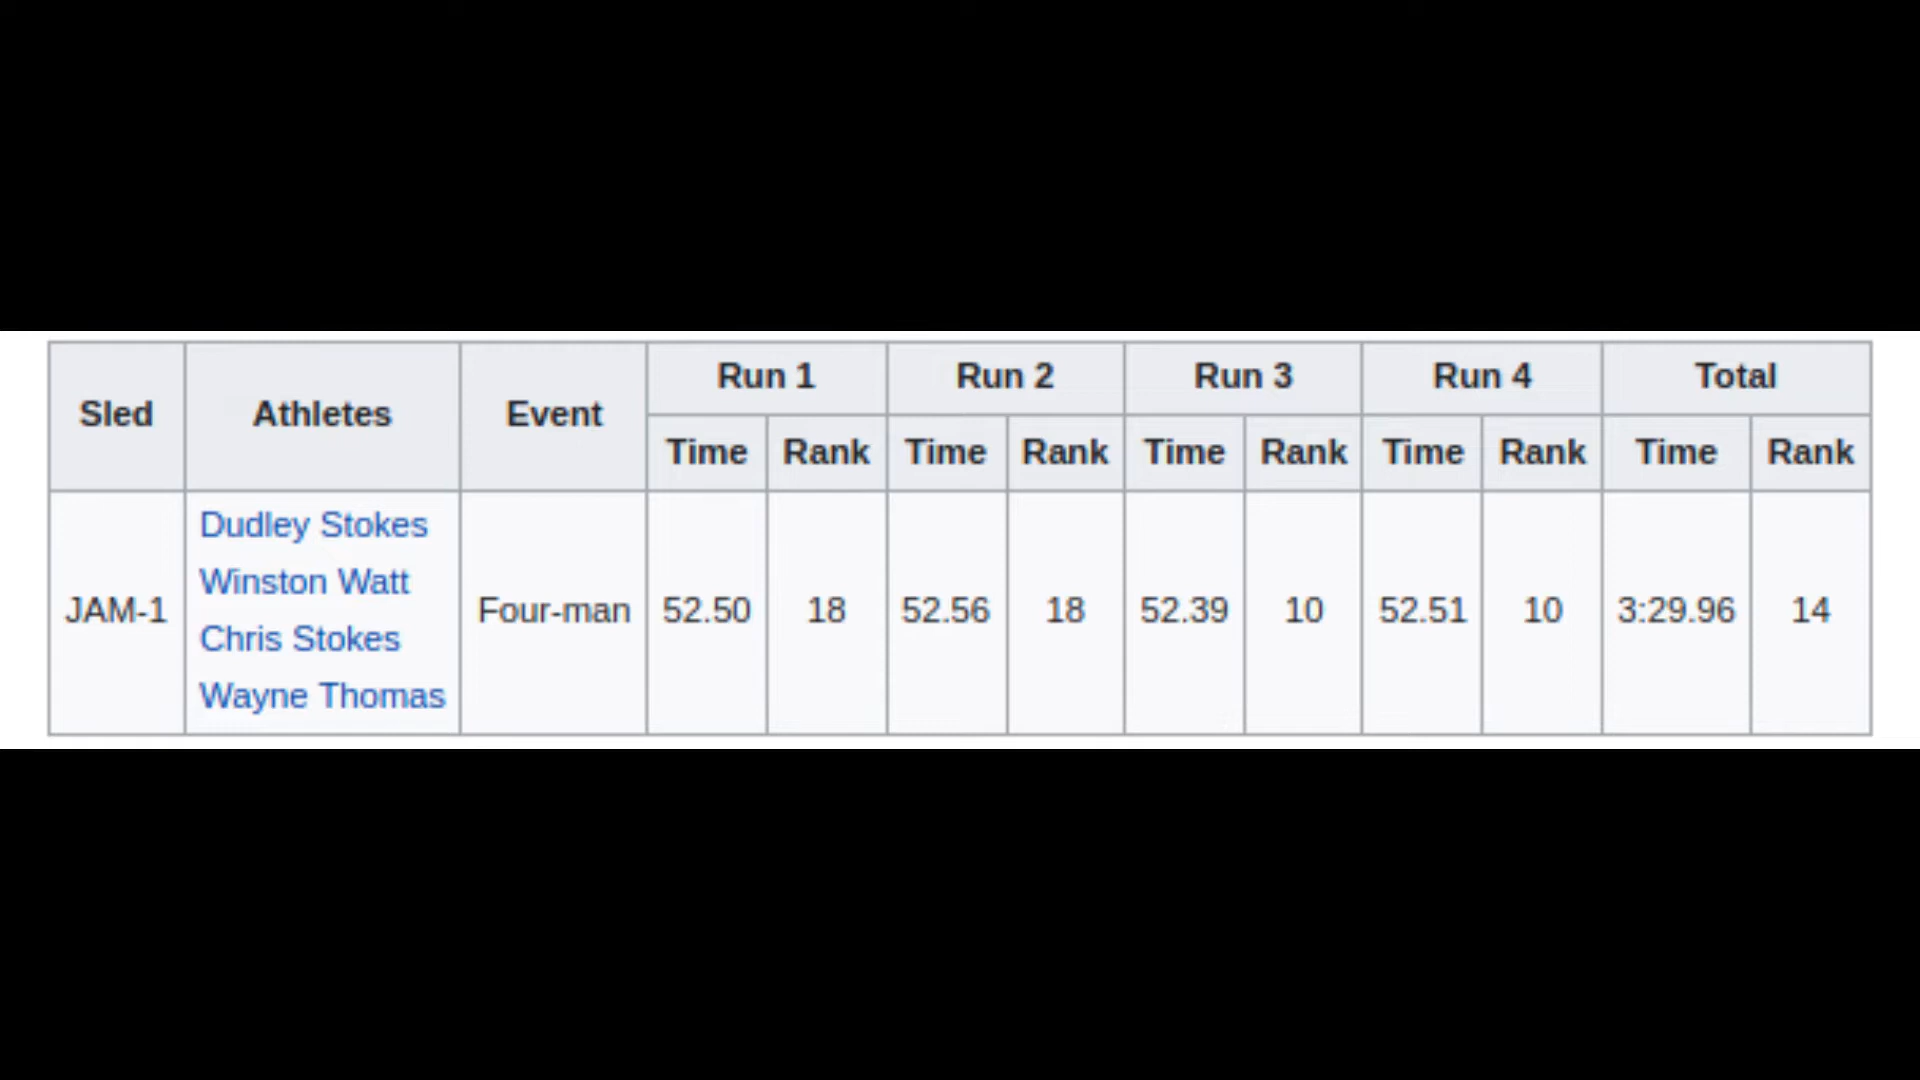 Sled Athletes Event Run 1 Run 2 Run 3 Run 4 Total
Time Rank Time Rank Time Rank Time Rank Time Rank
JAM-1 Dudley Stokes Four-man 52.50 18 52.56 18 52.39 10 52.51 10 3:29.96 14
Winston Watt
Chris Stokes
Wayne Thomas